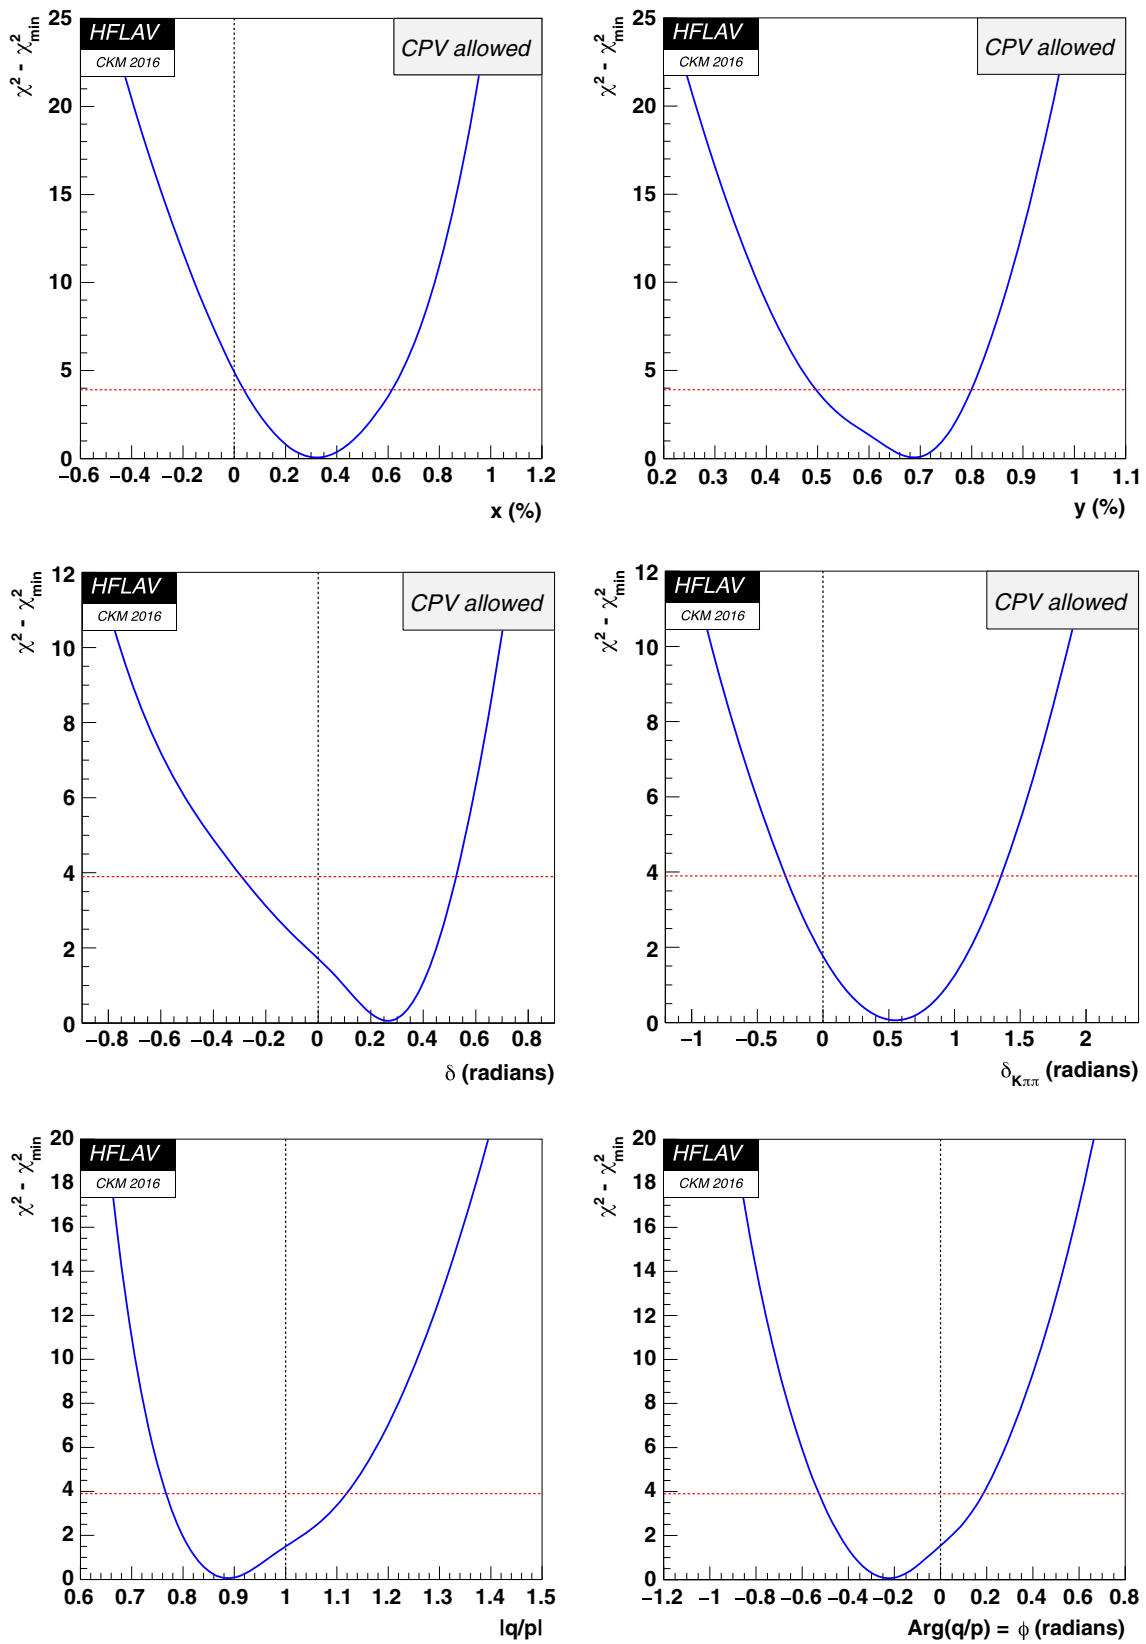 χ² - χ²min
25
20
15
10
5
0
HFLAV
CKM 2016
CPV allowed
−0.6 −0.4 −0.2 0 0.2 0.4 0.6 0.8 1 1.2
x (%)
χ² - χ²min
25
20
15
10
5
0
HFLAV
CKM 2016
CPV allowed
0.2 0.3 0.4 0.5 0.6 0.7 0.8 0.9 1 1.1
y (%)
χ² - χ²min
12
10
8
6
4
2
0
HFLAV
CKM 2016
CPV allowed
−0.8 −0.6 −0.4 −0.2 0 0.2 0.4 0.6 0.8
δ (radians)
χ² - χ²min
12
10
8
6
4
2
0
HFLAV
CKM 2016
CPV allowed
−1 −0.5 0 0.5 1 1.5 2
δKππ (radians)
χ² - χ²min
20
18
16
14
12
10
8
6
4
2
0
HFLAV
CKM 2016
0.6 0.7 0.8 0.9 1 1.1 1.2 1.3 1.4 1.5
|q/p|
χ² - χ²min
20
18
16
14
12
10
8
6
4
2
0
HFLAV
CKM 2016
−1.2 −1 −0.8 −0.6 −0.4 −0.2 0 0.2 0.4 0.6 0.8
Arg(q/p) = ϕ (radians)